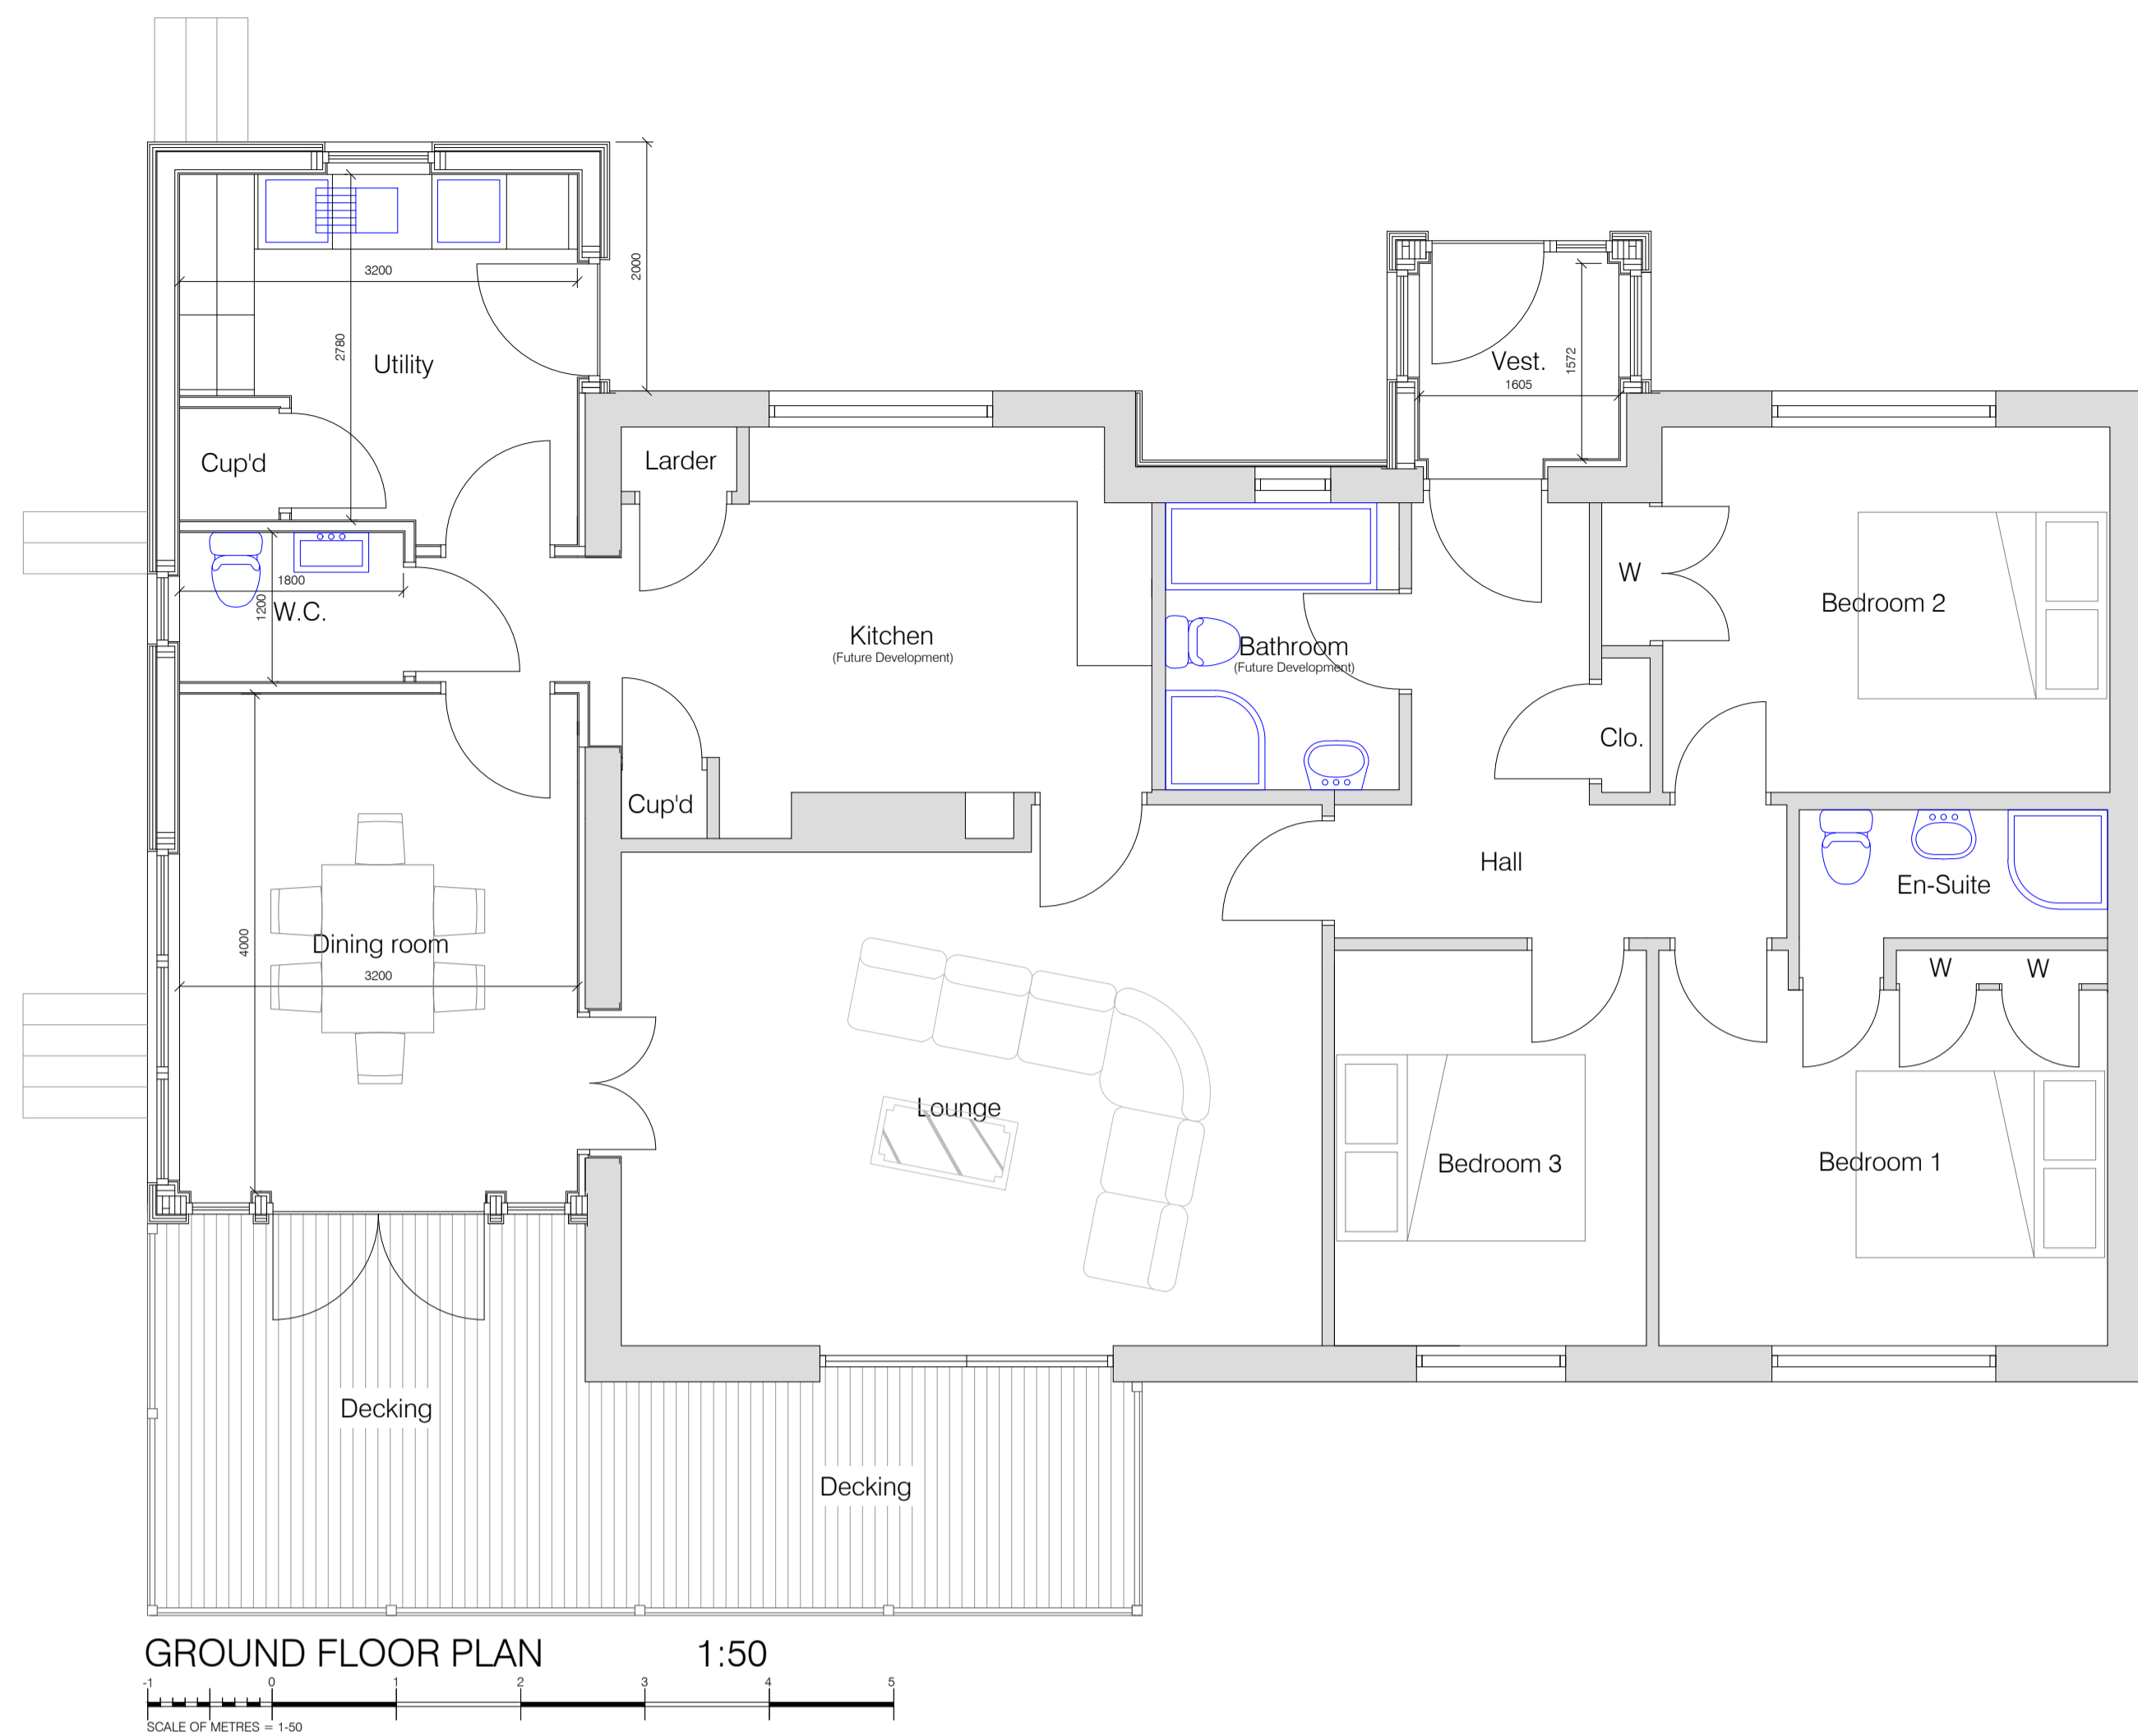 3200
2000
2780
Utility
Vest.
1572
1605
Larder
Cup'd
W
1800
1200
W.C.
Bedroom 2
Kitchen
(Future Development)
Bathroom
(Future Development)
Clo.
Cup'd
Hall
En-Suite
4000
Dining room
3200
W
W
Lounge
Bedroom 3
Bedroom 1
Decking
Decking
GROUND FLOOR PLAN 1:50
-1 0 1 2 3 4 5
SCALE OF METRES = 1-50